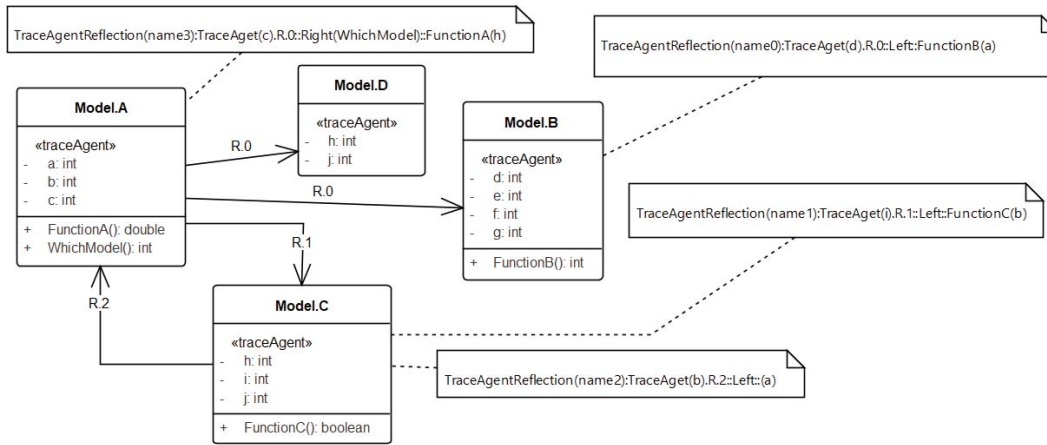 TraceAgentReflection(name3):TraceAget(c).R.0::Right(WhichModel)::FunctionA(h)
TraceAgentReflection(name0):TraceAget(d).R.0::Left::FunctionB(a)
Model.A
«traceAgent»
- a: int
- b: int
- c: int
+ FunctionA(): double
+ WhichModel(): int
Model.D
«traceAgent»
- h: int
- j: int
Model.B
«traceAgent»
- d: int
- e: int
- f: int
- g: int
+ FunctionB(): int
R.0
R.0
R.1
R.2
TraceAgentReflection(name1):TraceAget(i).R.1::Left::FunctionC(b)
Model.C
«traceAgent»
- h: int
- i: int
- j: int
+ FunctionC(): boolean
TraceAgentReflection(name2):TraceAget(b).R.2::Left::(a)